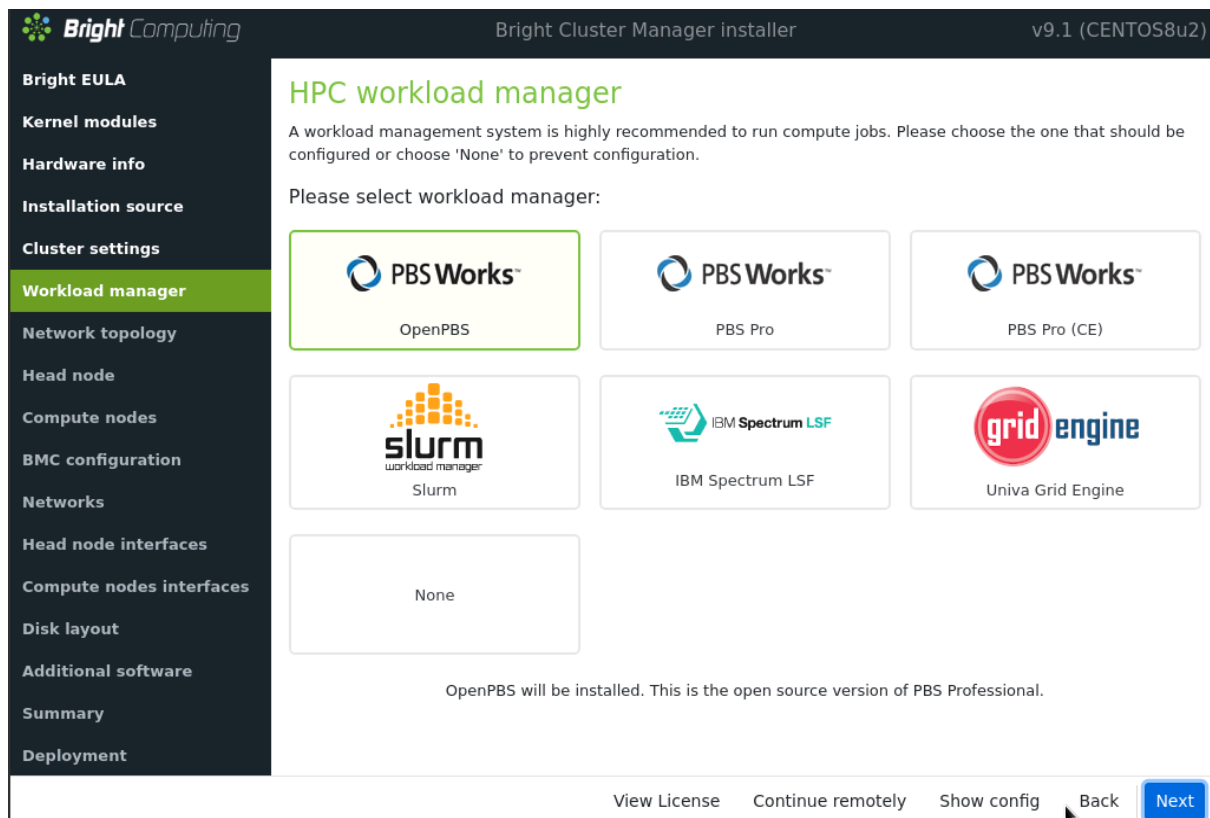 Bright Computing
Bright Cluster Manager installer
v9.1 (CENTOS8u2)
Bright EULA
Kernel modules
Hardware info
Installation source
Cluster settings
Workload manager
Network topology
Head node
Compute nodes
BMC configuration
Networks
Head node interfaces
Compute nodes interfaces
Disk layout
Additional software
Summary
Deployment
HPC workload manager
A workload management system is highly recommended to run compute jobs. Please choose the one that should be
configured or choose 'None' to prevent configuration.
Please select workload manager:
PBS Works™
OpenPBS
PBS Works™
PBS Pro
PBS Works™
PBS Pro (CE)
slurm
workload manager
Slurm
IBM Spectrum LSF
IBM Spectrum LSF
grid engine
Univa Grid Engine
None
OpenPBS will be installed. This is the open source version of PBS Professional.
View License
Continue remotely
Show config
Back
Next